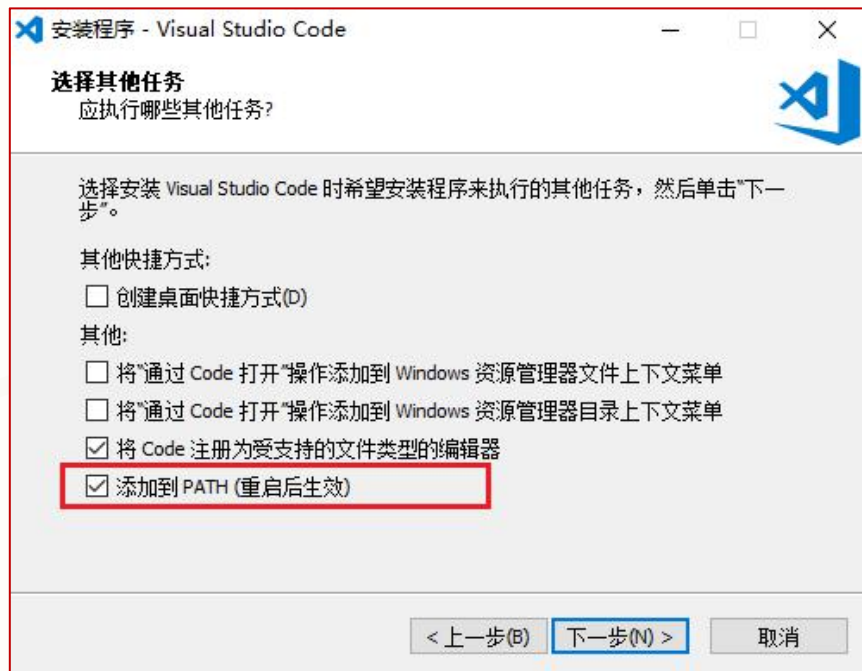 安装程序 - Visual Studio Code
选择其他任务
应执行哪些其他任务?
选择安装 Visual Studio Code 时希望安装程序来执行的其他任务，然后单击"下一
步"。
其他快捷方式:
创建桌面快捷方式(D)
其他:
将"通过 Code 打开"操作添加到 Windows 资源管理器文件上下文菜单
将"通过 Code 打开"操作添加到 Windows 资源管理器目录上下文菜单
将 Code 注册为受支持的文件类型的编辑器
添加到 PATH (重启后生效)
< 上一步(B) 下一步(N) > 取消